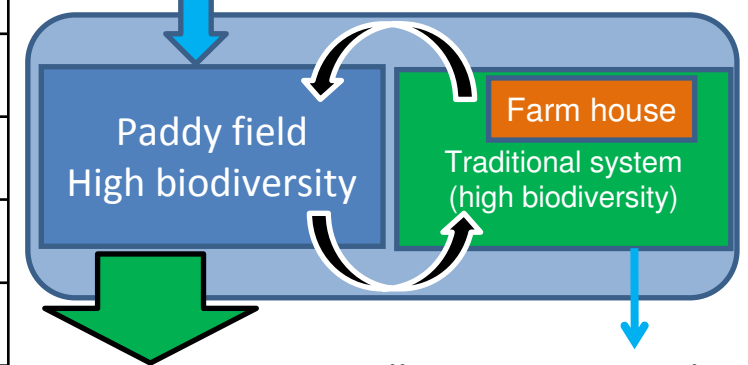 Paddy field
High biodiversity
Farm house
Traditional system
(high biodiversity)